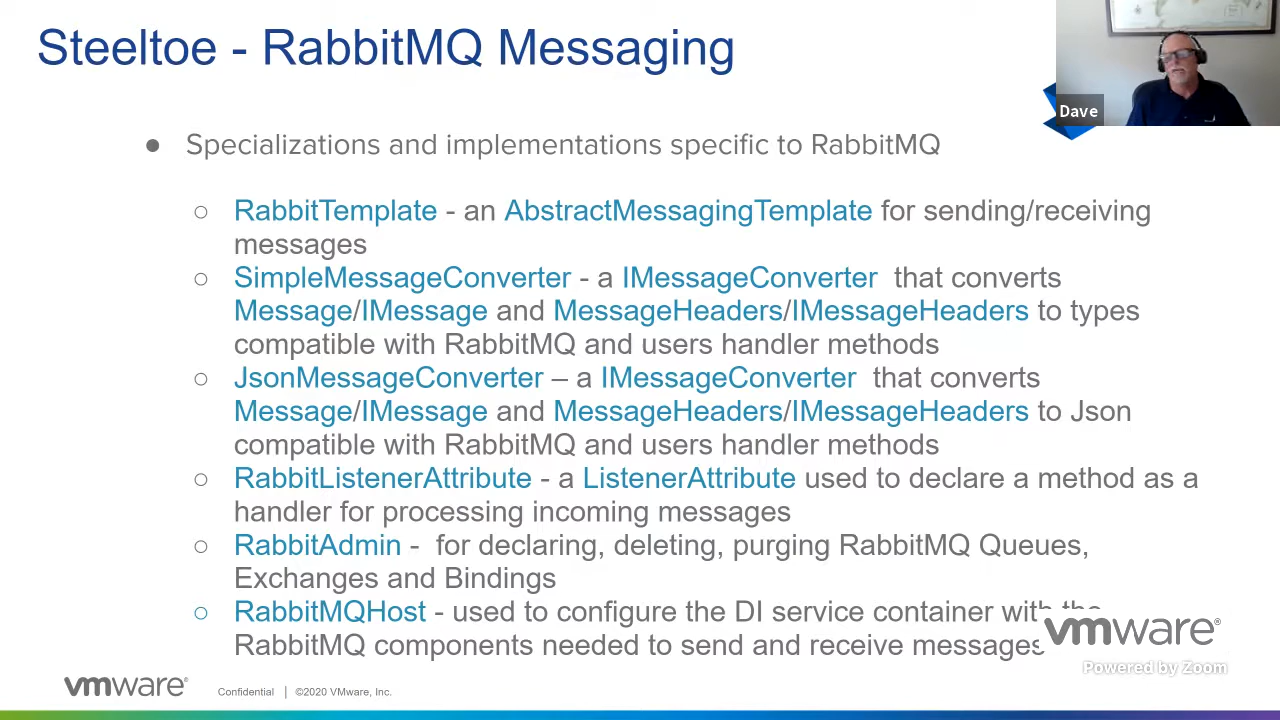 Steeltoe - RabbitMQ Messaging
Dave
● Specializations and implementations specific to RabbitMQ
○ RabbitTemplate - an AbstractMessagingTemplate for sending/receiving
messages
○ SimpleMessageConverter - a IMessageConverter that converts
Message/IMessage and MessageHeaders/IMessageHeaders to types
compatible with RabbitMQ and users handler methods
○ JsonMessageConverter – a IMessageConverter that converts
Message/IMessage and MessageHeaders/IMessageHeaders to Json
compatible with RabbitMQ and users handler methods
○ RabbitListenerAttribute - a ListenerAttribute used to declare a method as a
handler for processing incoming messages
○ RabbitAdmin - for declaring, deleting, purging RabbitMQ Queues,
Exchanges and Bindings
○ RabbitMQHost - used to configure the DI service container with the
RabbitMQ components needed to send and receive messages
vmware®
Powered by Zoom
vmware®
Confidential | ©2020 VMware, Inc.